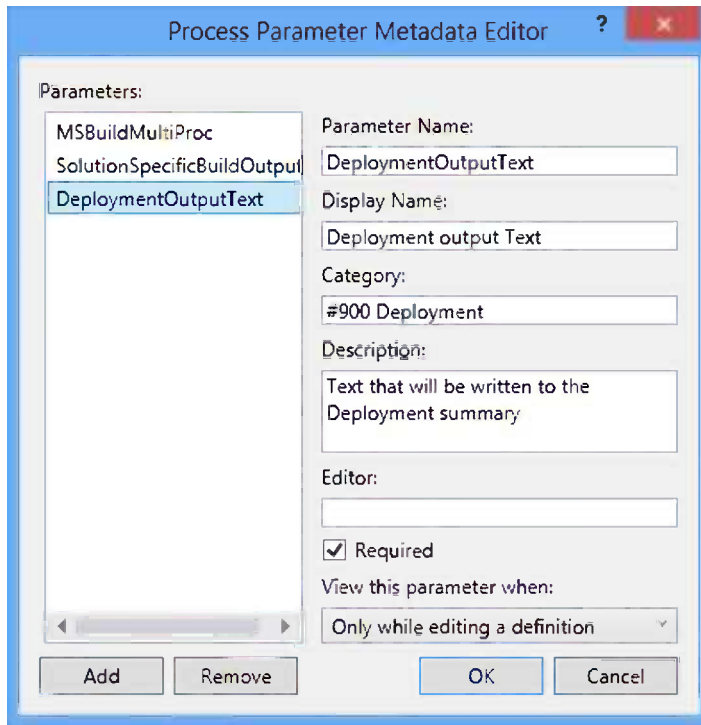 Process Parameter Metadata Editor ?
Parameters:
MSBuildMultiProc
SolutionSpecificBuildOutput
DeploymentOutputText
Parameter Name:
DeploymentOutputText
Display Name:
Deployment output Text
Category:
#900 Deployment
Description:
Text that will be written to the
Deployment summary
Editor:
Required
View this parameter when:
Only while editing a definition
Add Remove OK Cancel